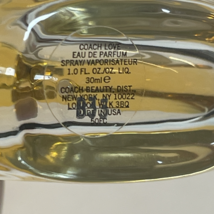 COACH LOVE
EAU DE PARFUM
SPRAY/ VAPORISATEUR
1.0 FL. OZ./OZ. LIQ.
30ml ℮
COACH BEAUTY, DIST.
NEW YORK, NY 10022
3BQ
USA